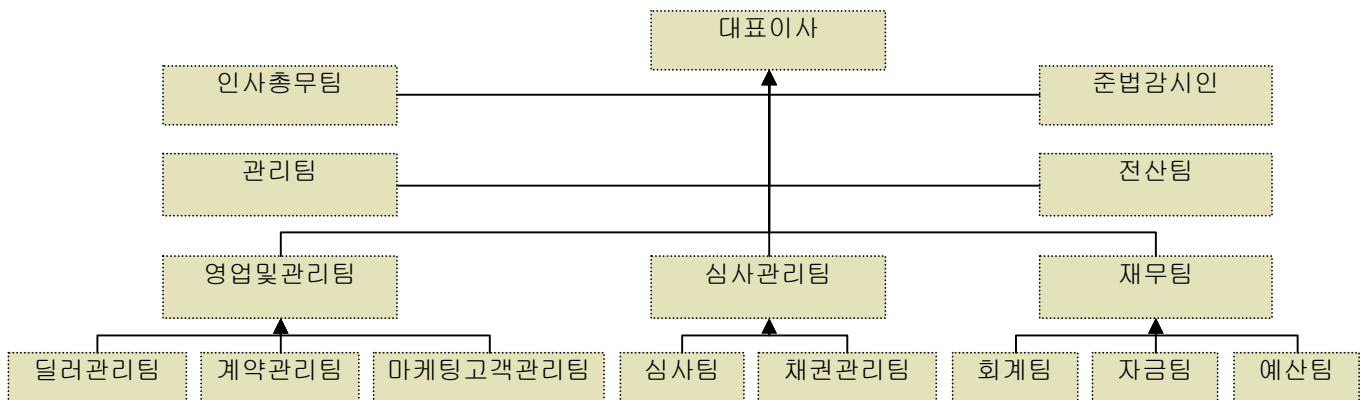 대표이사
인사총무팀
준법감시인
관리팀
전산팀
영업및관리팀
심사관리팀
재무팀
딜러관리팀
계약관리팀
마케팅고객관리팀
심사팀
채권관리팀
회계팀
자금팀
예산팀